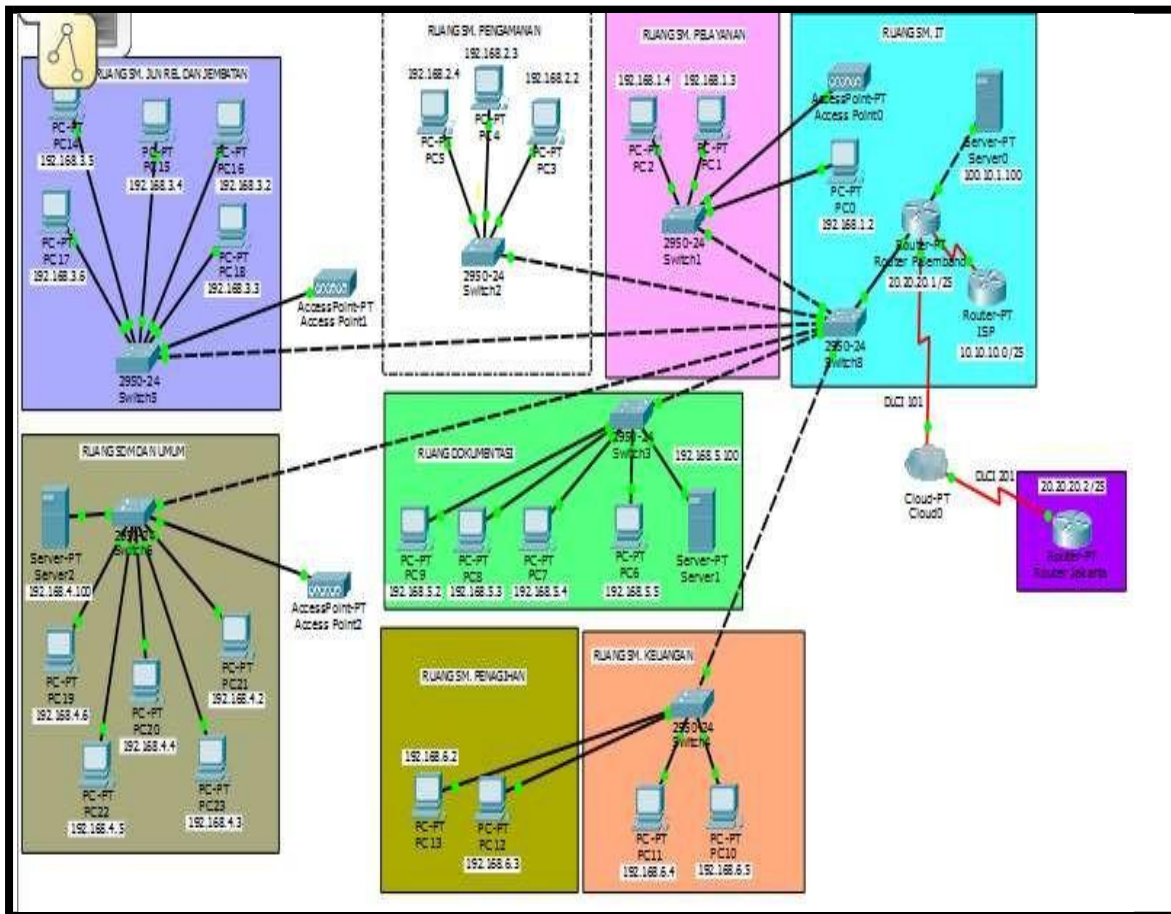 RUANG SM. JLN REL DAN JEMBATAN
PC-PT
PC14
PC-PT
PC15
192.168.3.4
PC-PT
PC16
192.168.3.2
PC-PT
PC17
192.168.3.6
PC-PT
PC18
192.168.3.3
AccessPoint-PT
Access Point1
2950-24
Switch5
RUANG SM. PENGAMANAN
192.168.2.3
192.168.2.4
192.168.2.2
PC-PT
PC5
PC-PT
PC4
PC-PT
PC3
2950-24
Switch2
RUANG SM. PELAYANAN
192.168.1.4
192.168.1.3
PC-PT
PC2
PC-PT
PC1
2950-24
Switch1
RUANG SM. IT
AccessPoint-PT
Access Point0
Server-PT
Server0
100.10.1.100
PC-PT
PC0
192.168.1.2
Router-PT
Router
20.20.20.1/25
Router-PT
ISP
10.10.10.0/25
2950-24
DLCI 101
Cloud-PT
Cloud0
DLCI 201
20.20.20.2/25
Router-PT
Router Jakarta
RUANG SDM DAN UMUM
Server-PT
Server2
192.168.4.100
AccessPoint-PT
Access Point2
PC-PT
PC19
192.168.4.6
PC-PT
PC20
192.168.4.4
PC-PT
PC21
192.168.4.2
PC-PT
PC22
192.168.4.5
PC-PT
PC23
192.168.4.3
RUANG DOKUMENTASI
2950-24
Switch3
192.168.5.100
PC-PT
PC9
192.168.5.2
PC-PT
PC8
192.168.5.3
PC-PT
PC7
192.168.5.4
PC-PT
PC6
192.168.5.5
Server-PT
Server1
RUANG SM. PENAGIHAN
192.168.6.2
PC-PT
PC13
PC-PT
PC12
192.168.6.3
RUANG SM. KEUANGAN
2950-24
Switch4
PC-PT
PC11
192.168.6.4
PC-PT
PC10
192.168.6.5